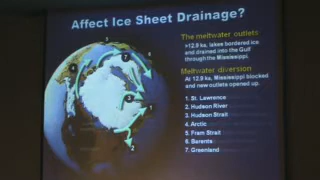 Affect Ice Sheet Drainage?
The meltwater outlets
>12.9 ka, lakes bordered ice
and drained into the Gulf
through the Mississippi.
Meltwater diversion
At 12.9 ka, Mississippi blocked
and new outlets opened up.
1. St. Lawrence
2. Hudson River
3. Hudson Strait
4. Arctic
5. Fram Strait
6. Barents
7. Greenland
2